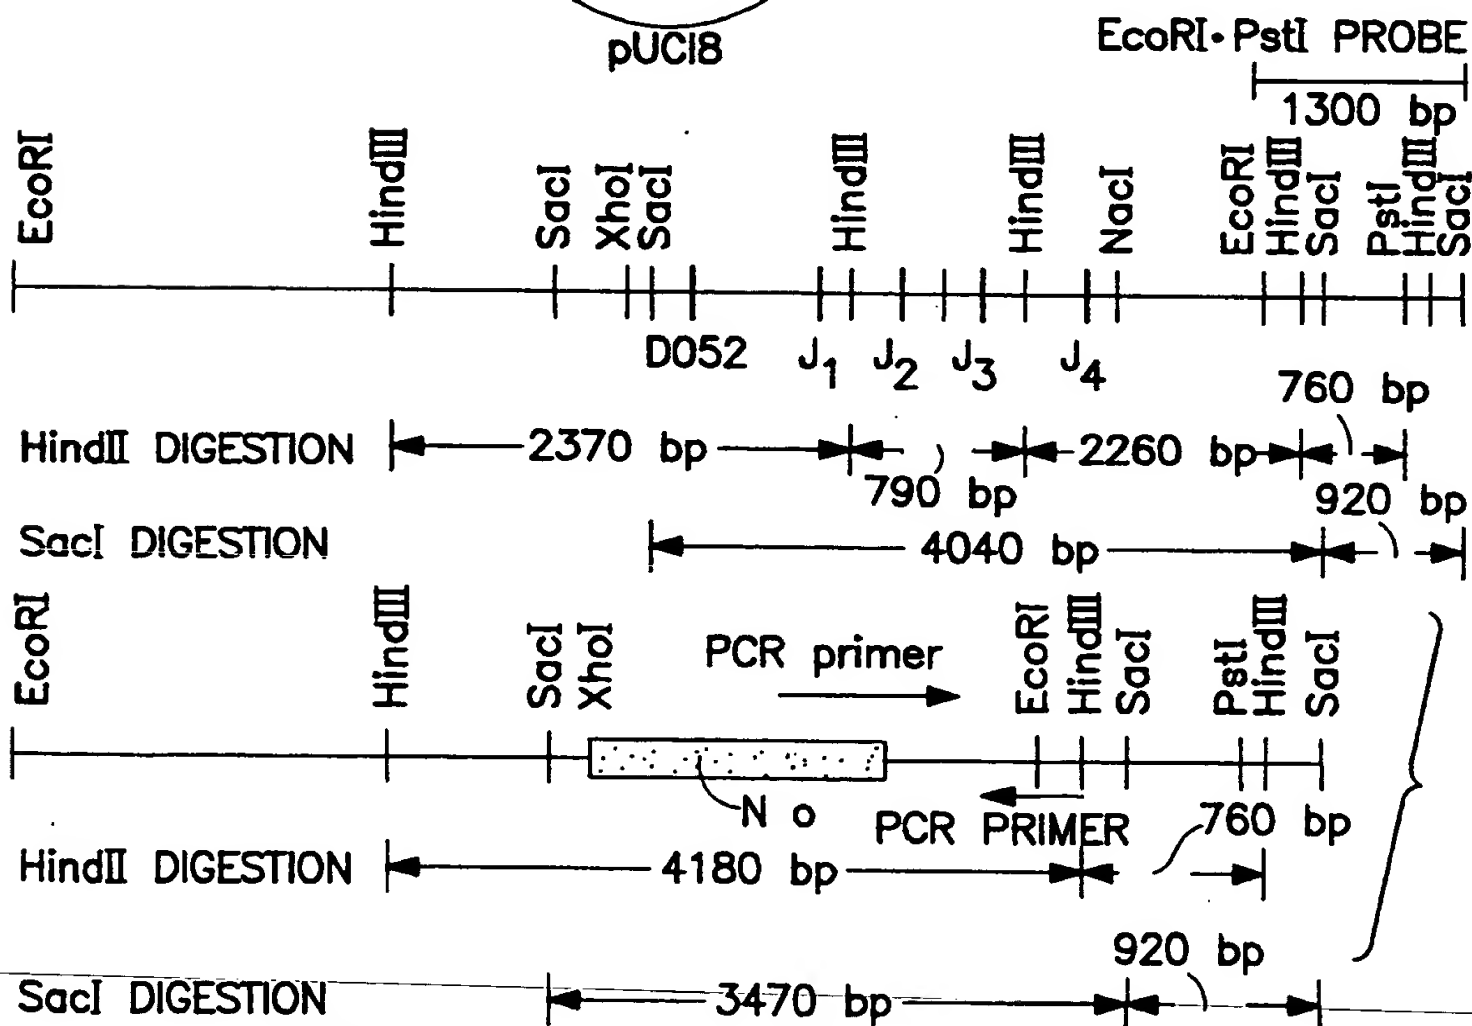 pUC18
EcoRI·PstI PROBE
1300 bp
EcoRI
HindIII
SacI
XhoI
SacI
HindIII
HindIII
NacI
EcoRI
HindIII
SacI
PstI
HindIII
SacI
D052
J1
J2
J3
J4
760 bp
HindII DIGESTION
2370 bp
790 bp
2260 bp
920 bp
SacI DIGESTION
4040 bp
EcoRI
HindIII
SacI
XhoI
PCR primer
EcoRI
HindIII
SacI
PstI
HindIII
SacI
N o
PCR PRIMER
760 bp
HindII DIGESTION
4180 bp
920 bp
SacI DIGESTION
3470 bp